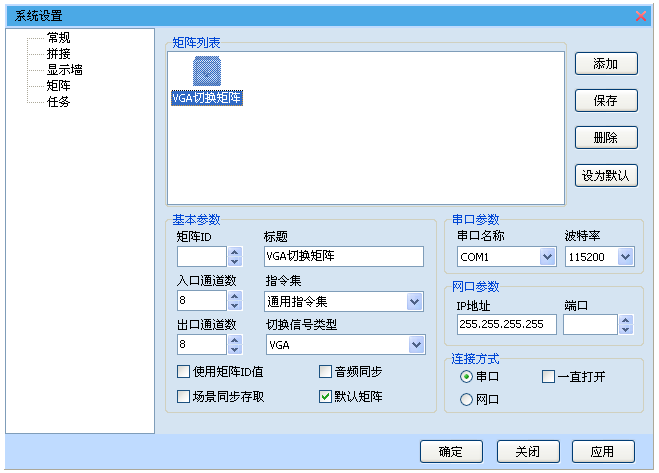 系统设置
常规
拼接
显示墙
矩阵
任务
矩阵列表
VGA切换矩阵
添加
保存
删除
设为默认
基本参数
矩阵ID
标题
VGA切换矩阵
入口通道数
指令集
8
通用指令集
出口通道数
切换信号类型
8
VGA
使用矩阵ID值
音频同步
场景同步存取
默认矩阵
串口参数
串口名称
波特率
COM1
115200
网口参数
IP地址
端口
255.255.255.255
连接方式
串口
一直打开
网口
确定
关闭
应用